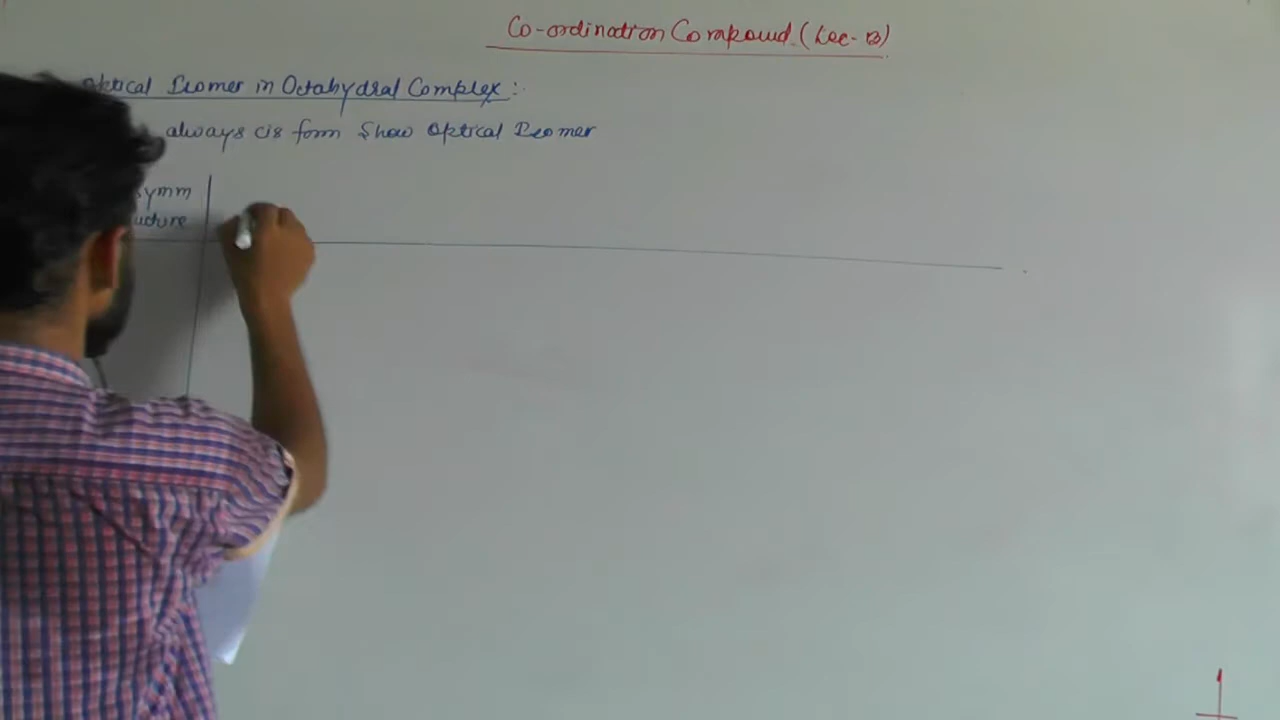 Co-ordination Compound (Lec-13)
Optical Isomer in Octahydral Complex :-
always cis form Show Optical Isomer
symm
ucture